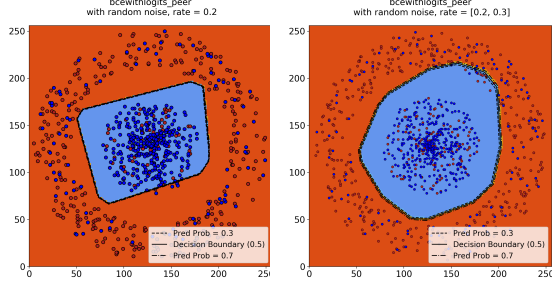 bcewithlogits_peer
with random noise, rate = 0.2
250
200
150
100
50
0
0
50
100
150
200
Pred Prob = 0.3
Decision Boundary (0.5)
Pred Prob = 0.7
bcewithlogits_peer
with random noise, rate = [0.2, 0.3]
250
200
150
100
50
0
0
50
100
150
200
Pred Prob = 0.3
Decision Boundary (0.5)
Pred Prob = 0.7